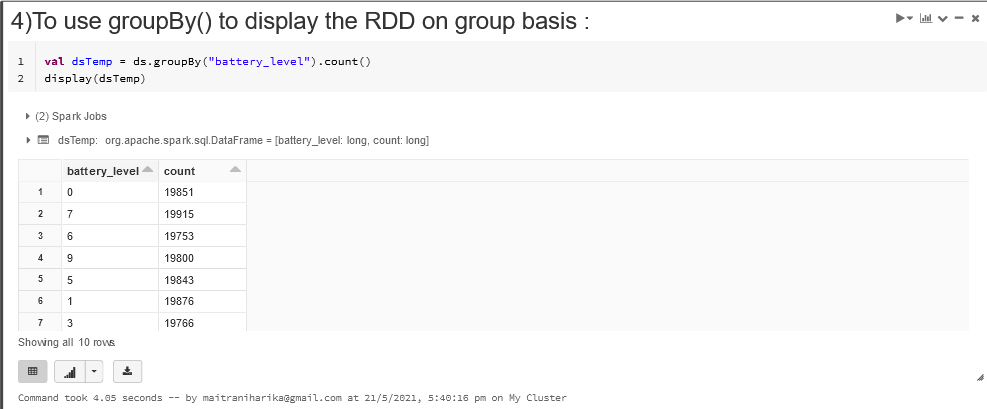 4)To use groupBy() to display the RDD on group basis :
1 val dsTemp = ds.groupBy("battery_level").count()
2 display(dsTemp)
(2) Spark Jobs
dsTemp: org.apache.spark.sql.DataFrame = [battery_level: long, count: long]
battery_level count
1 0 19851
2 7 19915
3 6 19753
4 9 19800
5 5 19843
6 1 19876
7 3 19766
Showing all 10 rows.
Command took 4.05 seconds -- by maitraniharika@gmail.com at 21/5/2021, 5:40:16 pm on My Cluster